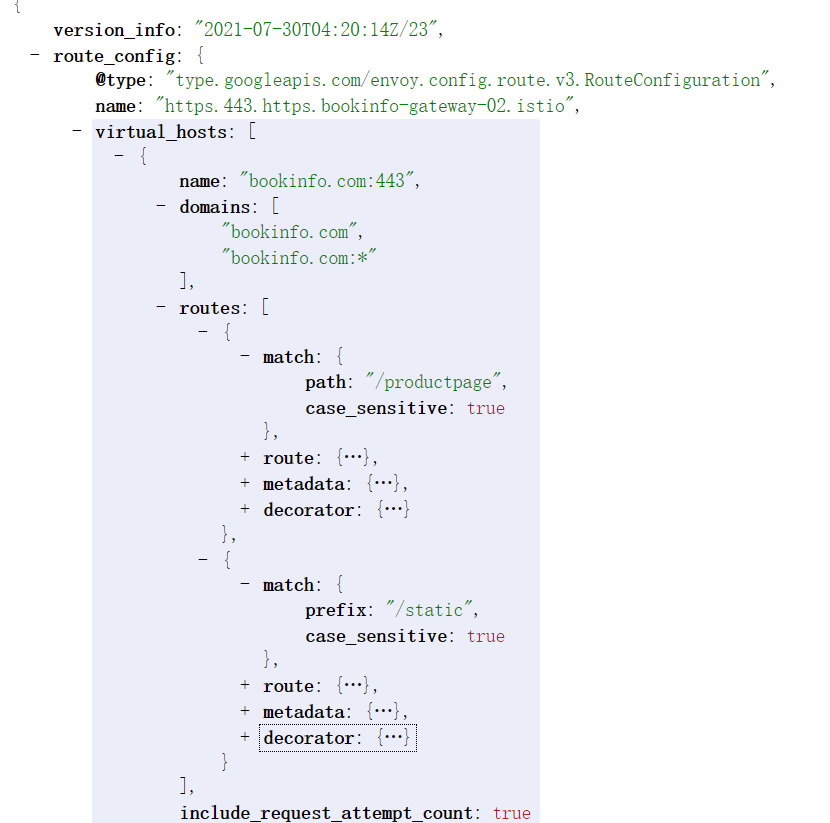 {
version_info: "2021-07-30T04:20:14Z/23",
- route_config: {
@type: "type.googleapis.com/envoy.config.route.v3.RouteConfiguration",
name: "https.443.https.bookinfo-gateway-02.istio",
- virtual_hosts: [
- {
name: "bookinfo.com:443",
- domains: [
"bookinfo.com",
"bookinfo.com:*"
],
- routes: [
- {
- match: {
path: "/productpage",
case_sensitive: true
},
+ route: {…},
+ metadata: {…},
+ decorator: {…}
},
- {
- match: {
prefix: "/static",
case_sensitive: true
},
+ route: {…},
+ metadata: {…},
+ decorator: {…}
}
],
include_request_attempt_count: true